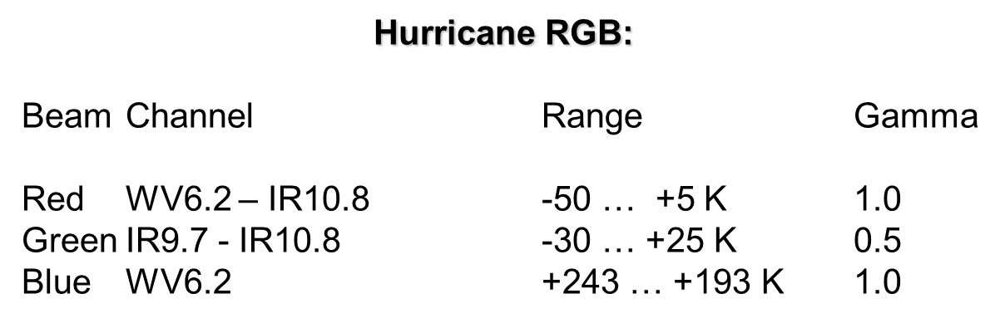 Hurricane RGB:
Beam Channel Range Gamma
Red WV6.2 – IR10.8 -50 … +5 K 1.0
Green IR9.7 - IR10.8 -30 … +25 K 0.5
Blue WV6.2 +243 … +193 K 1.0